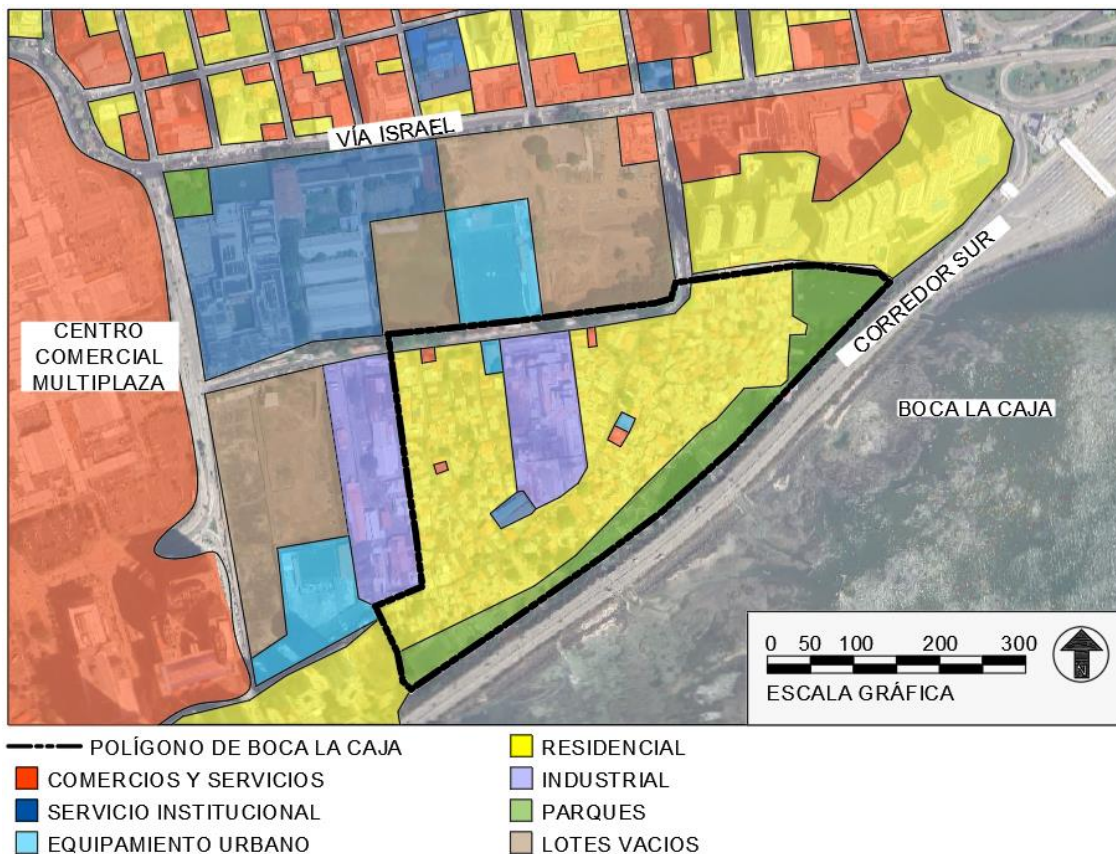 VÍA ISRAEL
CENTRO
COMERCIAL
MULTIPLAZA
CORREDOR SUR
BOCA LA CAJA
0 50 100 200 300
ESCALA GRÁFICA
N
POLÍGONO DE BOCA LA CAJA
COMERCIOS Y SERVICIOS
SERVICIO INSTITUCIONAL
EQUIPAMIENTO URBANO
RESIDENCIAL
INDUSTRIAL
PARQUES
LOTES VACIOS